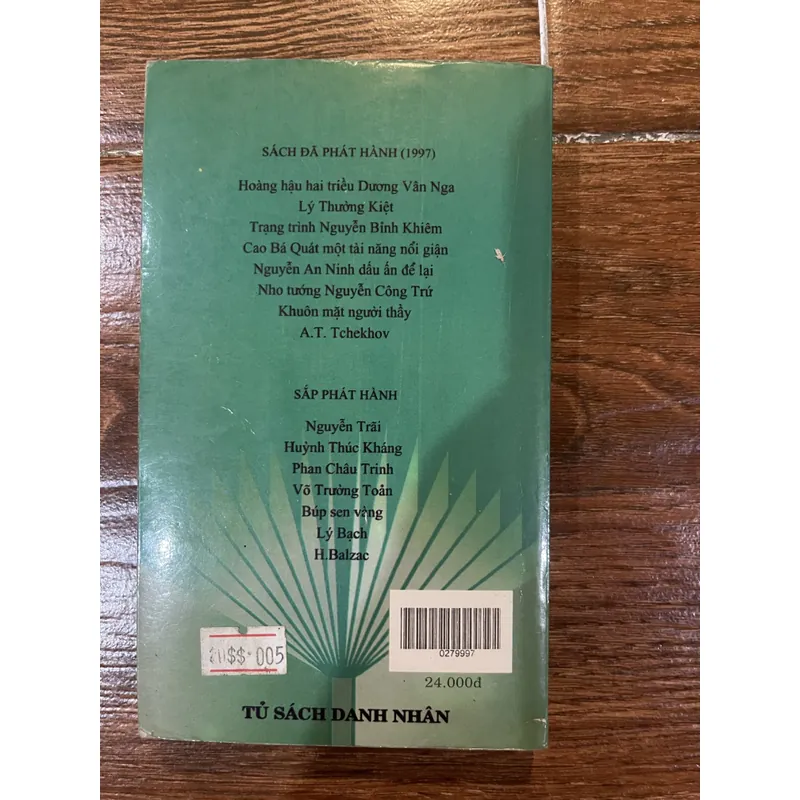 SÁCH ĐÃ PHÁT HÀNH (1997)
Hoàng hậu hai triều Dương Vân Nga
Lý Thường Kiệt
Trạng trình Nguyễn Bỉnh Khiêm
Cao Bá Quát một tài năng nổi giận
Nguyễn An Ninh dấu ấn để lại
Nho tướng Nguyễn Công Trứ
Khuôn mặt người thầy
A.T. Tchekhov
SẮP PHÁT HÀNH
Nguyễn Trãi
Huỳnh Thúc Kháng
Phan Châu Trinh
Võ Trường Toản
Búp sen vàng
Lý Bạch
H.Balzac
$$·005
0279997
24.000đ
TỦ SÁCH DANH NHÂN